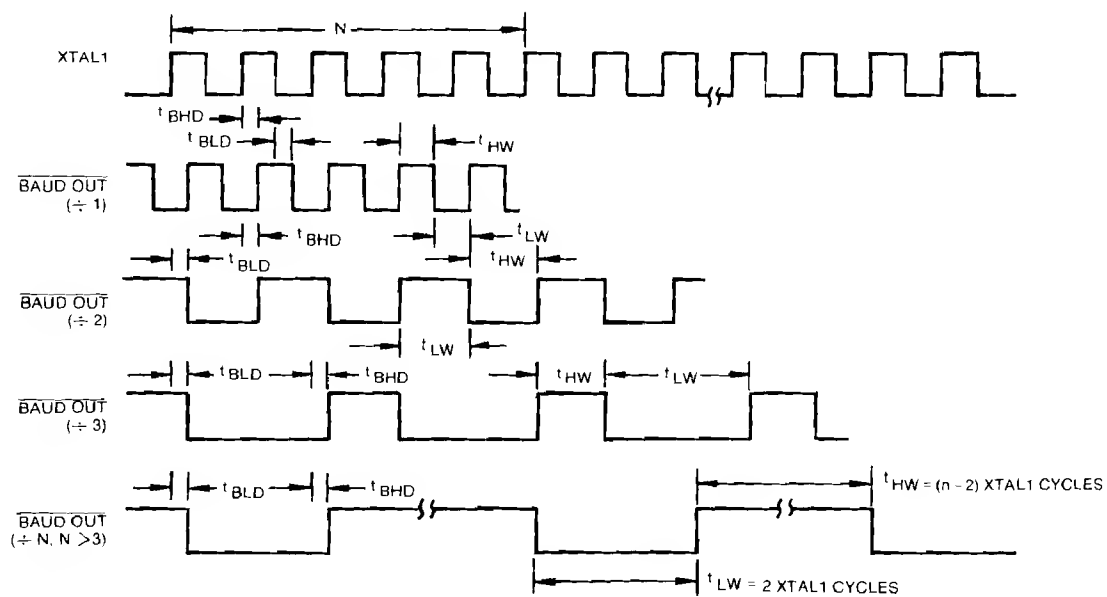 N
XTAL1
tBHD
tBLD
tHW
BAUD OUT
(÷ 1)
tBHD
tLW
tBLD
tHW
BAUD OUT
(÷ 2)
tLW
tBLD
tBHD
tHW
tLW
BAUD OUT
(÷ 3)
tBLD
tBHD
tHW = (n - 2) XTAL1 CYCLES
BAUD OUT
(÷ N, N > 3)
tLW = 2 XTAL1 CYCLES